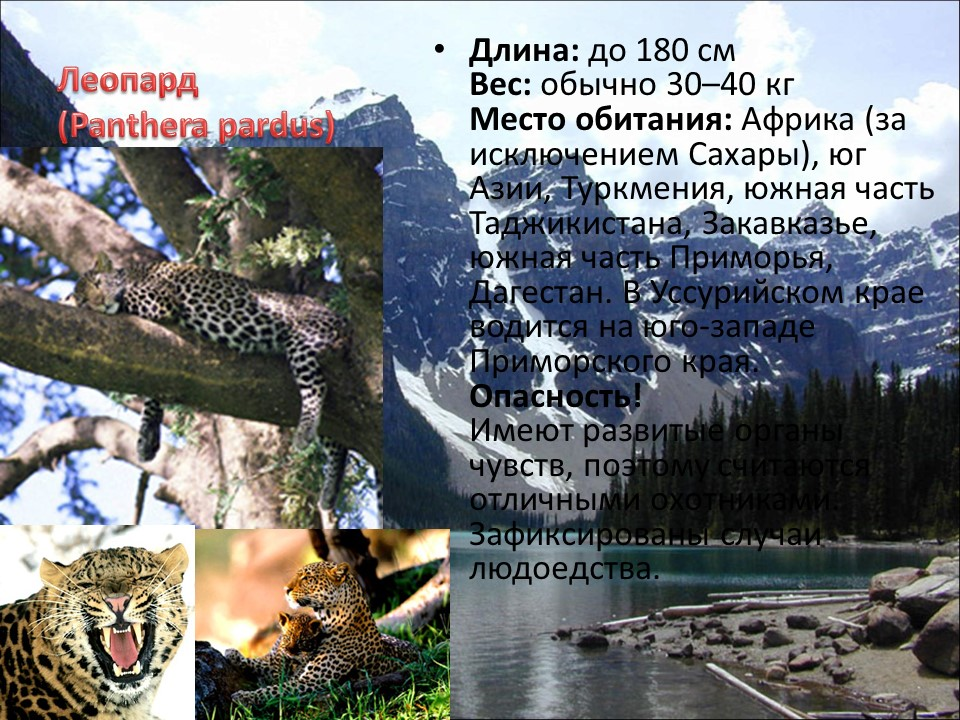 Леопард
(Panthera pardus)
• Длина: до 180 см
Вес: обычно 30–40 кг
Место обитания: Африка (за
исключением Сахары), юг
Азии, Туркмения, южная часть
Таджикистана, Закавказье,
южная часть Приморья,
Дагестан. В Уссурийском крае
водится на юго-западе
Приморского края.
Опасность!
Имеют развитые органы
чувств, поэтому считаются
отличными охотниками.
Зафиксированы случаи
людоедства.